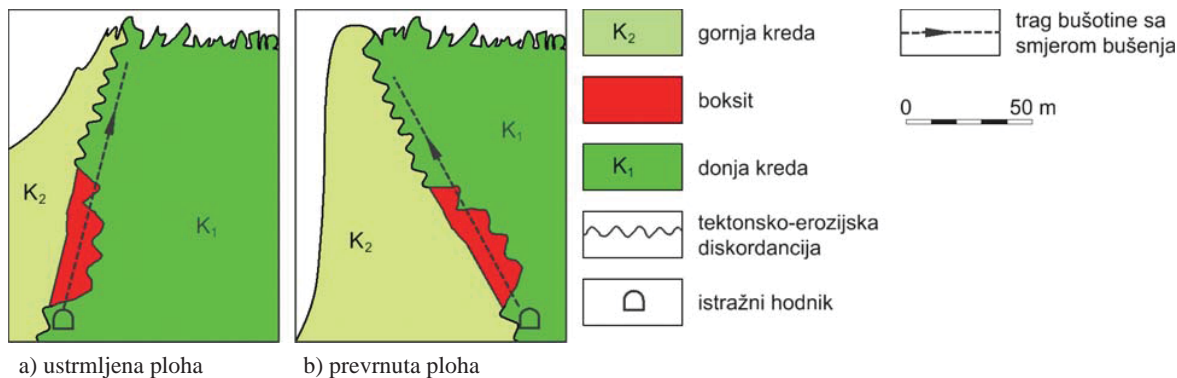 K₂
K₁
a) ustrmljena ploha
K₂
K₁
b) prevrnuta ploha
K₂ gornja kreda
boksit
K₁ donja kreda
tektonsko-erozijska
diskordancija
istražni hodnik
trag bušotine sa
smjerom bušenja
0 50 m